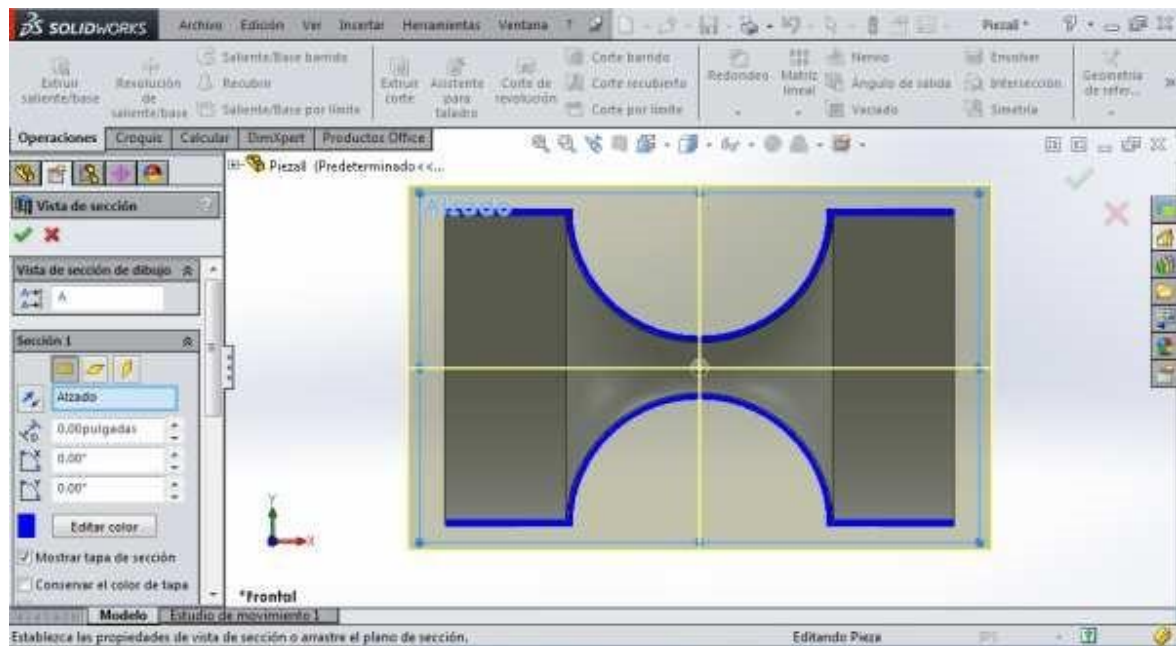 SOLIDWORKS
Archivo Edición Ver Insertar Herramientas Ventana ?
Extruir saliente/base
Revolución de saliente/base
Saliente/Base barrido
Recubrir
Saliente/Base por límite
Extruir corte
Asistente para taladro
Corte de revolución
Corte barrido
Corte recubierto
Corte por límite
Redondeo
Matriz lineal
Nervio
Ángulo de salida
Vaciado
Envolver
Intersección
Simetría
Geometría de refer...
Operaciones Croquis Calcular DimXpert Productos Office
(Predeterminado<<...
Vista de sección
Vista de sección de dibujo
A
Sección 1
Alzado
0.00pulgadas
0.00°
0.00°
Editar color
Mostrar tapa de sección
Conservar el color de tapa
Alzado
Y
X
*Frontal
Modelo Estudio de movimiento 1
Establezca las propiedades de vista de sección o arrastre el plano de sección.
Editando Pieza